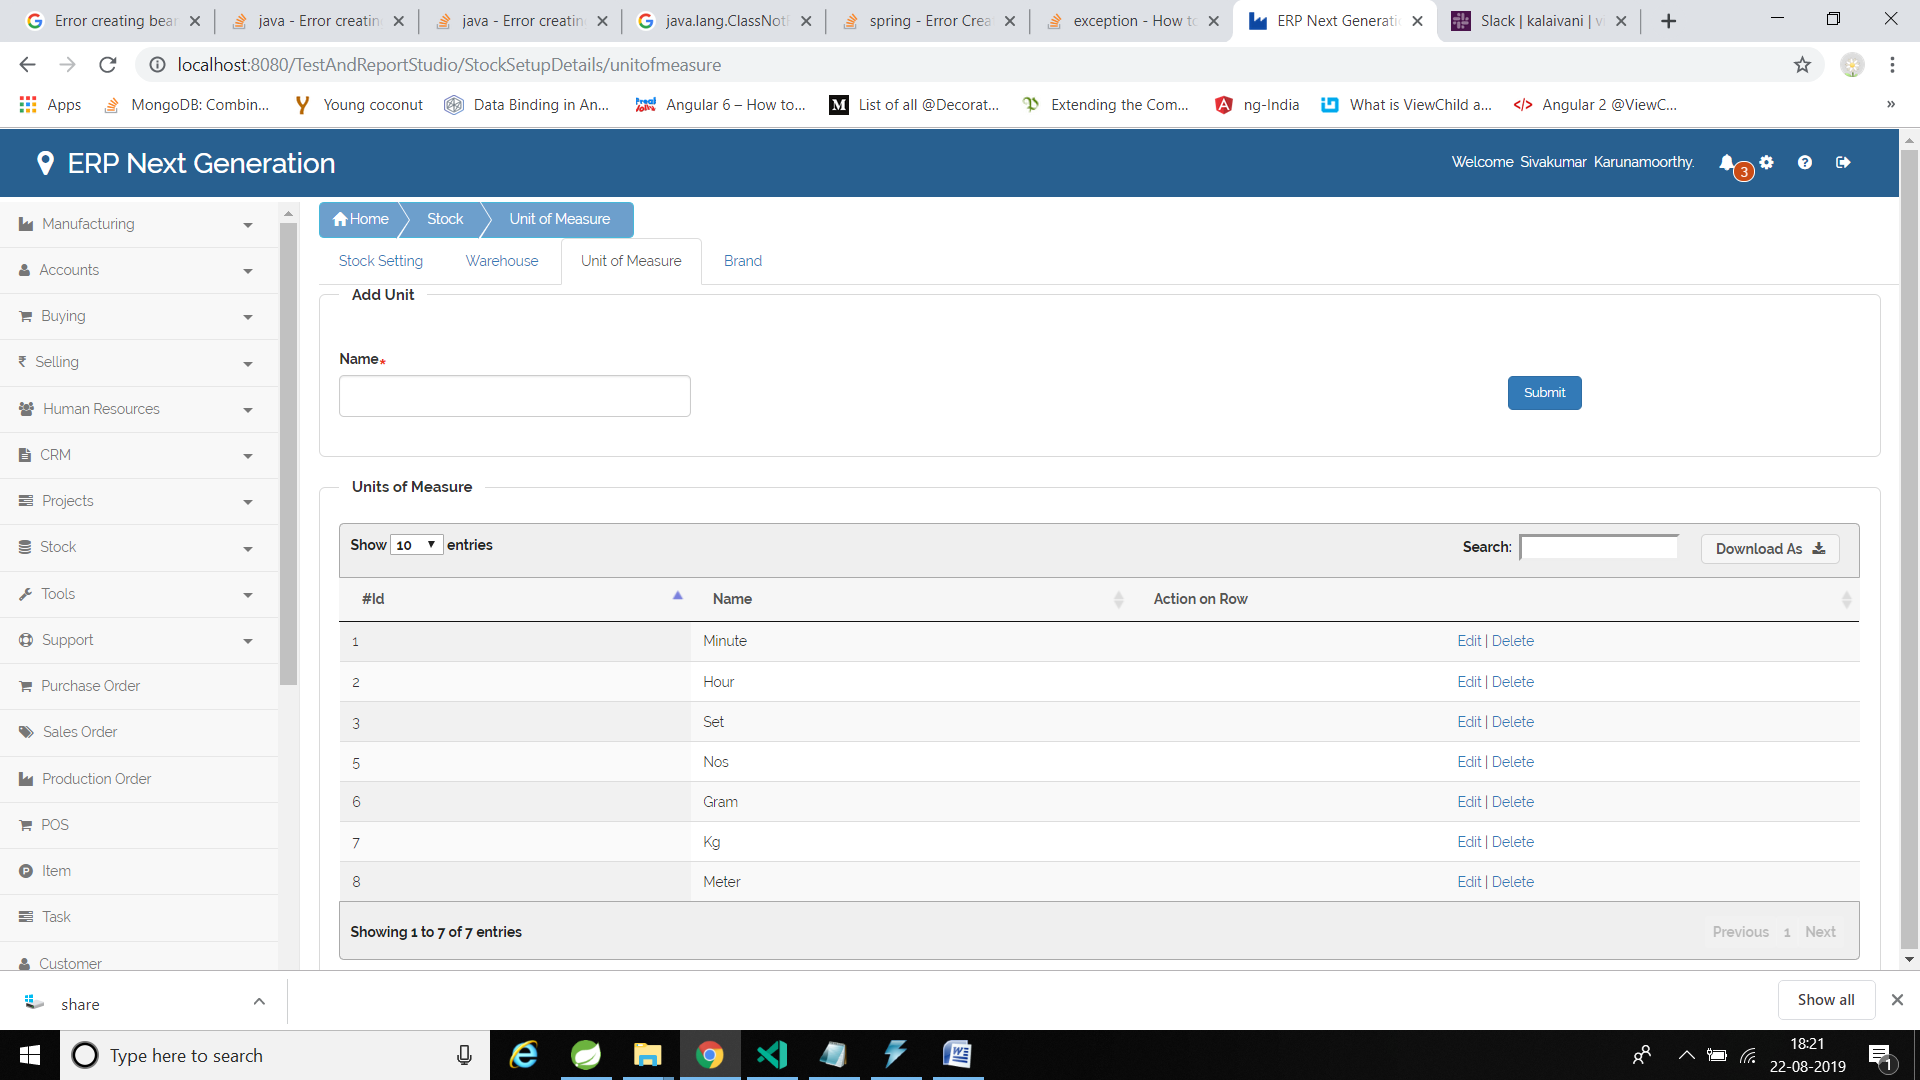 Error creating bear
java - Error creatin
java - Error creatin
java.lang.ClassNot
spring - Error Crea
exception - How to
ERP Next Generati
Slack | kalaivani | v
localhost:8080/TestAndReportStudio/StockSetupDetails/unitofmeasure
Apps
MongoDB: Combin...
Young coconut
Data Binding in An...
Angular 6 – How to...
List of all @Decorat...
Extending the Com...
ng-India
What is ViewChild a...
Angular 2 @ViewC...
»
ERP Next Generation
Welcome Sivakumar Karunamoorthy.
3
Manufacturing
Accounts
Buying
Selling
Human Resources
CRM
Projects
Stock
Tools
Support
Purchase Order
Sales Order
Production Order
POS
Item
Task
Customer
Home Stock Unit of Measure
Stock Setting Warehouse Unit of Measure Brand
Add Unit
Name*
Submit
Units of Measure
Show 10 entries
Search:
Download As
#Id Name Action on Row
1 Minute Edit | Delete
2 Hour Edit | Delete
3 Set Edit | Delete
5 Nos Edit | Delete
6 Gram Edit | Delete
7 Kg Edit | Delete
8 Meter Edit | Delete
Showing 1 to 7 of 7 entries
Previous 1 Next
share
Show all
Type here to search
18:21
22-08-2019
1